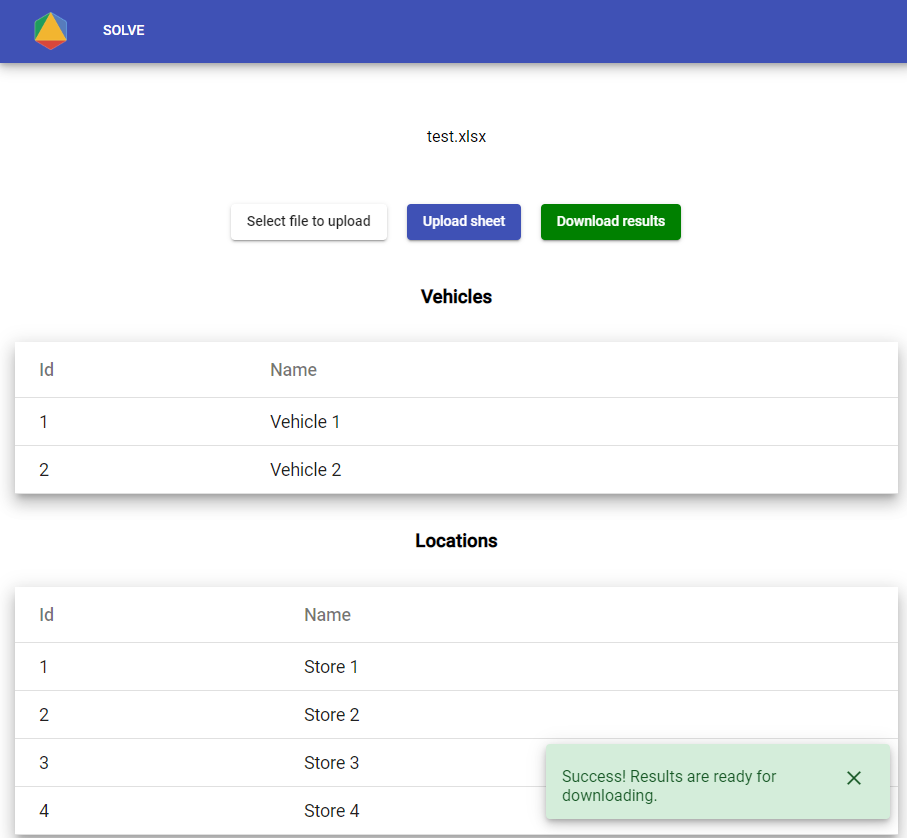 SOLVE
test.xlsx
Select file to upload Upload sheet Download results
Vehicles
Id Name
1 Vehicle 1
2 Vehicle 2
Locations
Id Name
1 Store 1
2 Store 2
3 Store 3
4 Store 4
Success! Results are ready for
downloading.